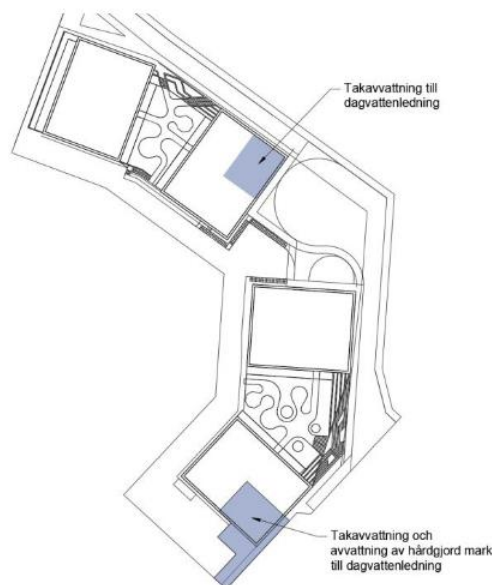 Takavvattning till
dagvattenledning
Takavvattning och
avvattning av hårdgjord mark
till dagvattenledning